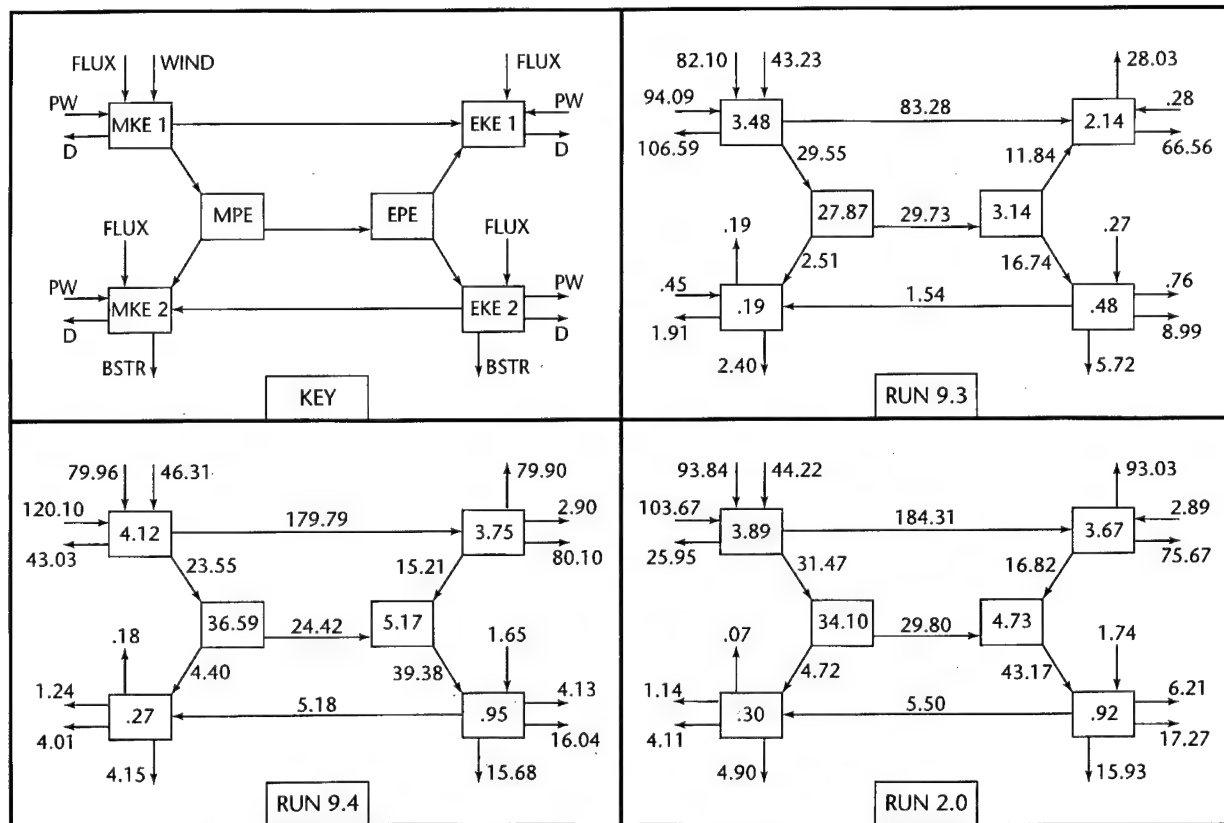 FLUX WIND FLUX
PW MKE 1 EKE 1 PW
D D
MPE EPE
FLUX FLUX
PW MKE 2 EKE 2 PW
D D
BSTR BSTR
KEY
82.10 43.23 28.03
94.09 3.48 83.28 2.14 .28
106.59 29.55 11.84 66.56
27.87 29.73 3.14
.19 2.51 16.74 .27
.45 .19 1.54 .48 .76
1.91 8.99
2.40 5.72
RUN 9.3
79.96 46.31 79.90
120.10 4.12 179.79 3.75 2.90
43.03 23.55 15.21 80.10
36.59 24.42 5.17
.18 4.40 39.38 1.65
1.24 .27 5.18 .95 4.13
4.01 16.04
4.15 15.68
RUN 9.4
93.84 44.22 93.03
103.67 3.89 184.31 3.67 2.89
25.95 31.47 16.82 75.67
34.10 29.80 4.73
.07 4.72 43.17 1.74
1.14 .30 5.50 .92 6.21
4.11 17.27
4.90 15.93
RUN 2.0